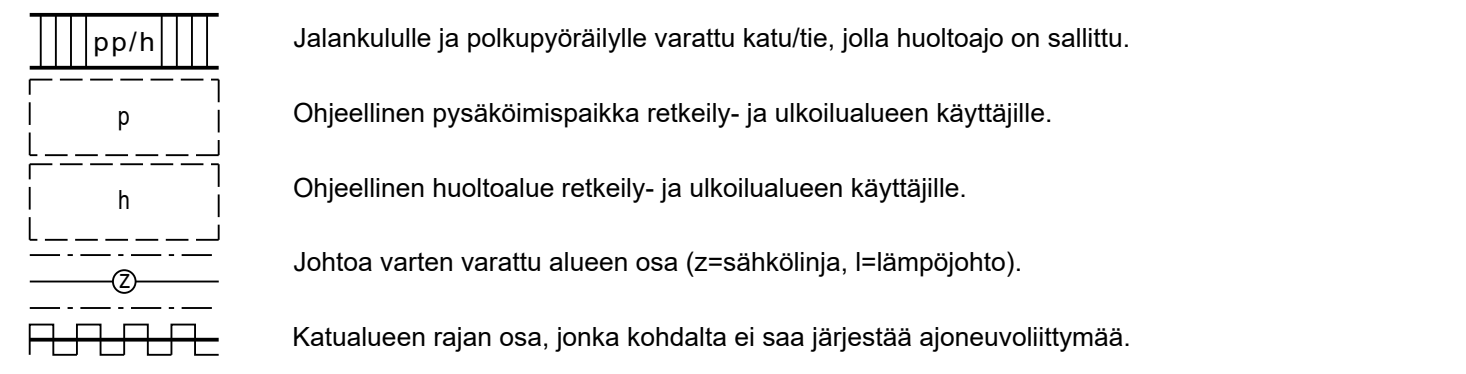 pp/h Jalankululle ja polkupyöräilylle varattu katu/tie, jolla huoltoajo on sallittu.
p Ohjeellinen pysäköimispaikka retkeily- ja ulkoilualueen käyttäjille.
h Ohjeellinen huoltoalue retkeily- ja ulkoilualueen käyttäjille.
z Johtoa varten varattu alueen osa (z=sähkölinja, l=lämpöjohto).
Katualueen rajan osa, jonka kohdalta ei saa järjestää ajoneuvoliittymää.